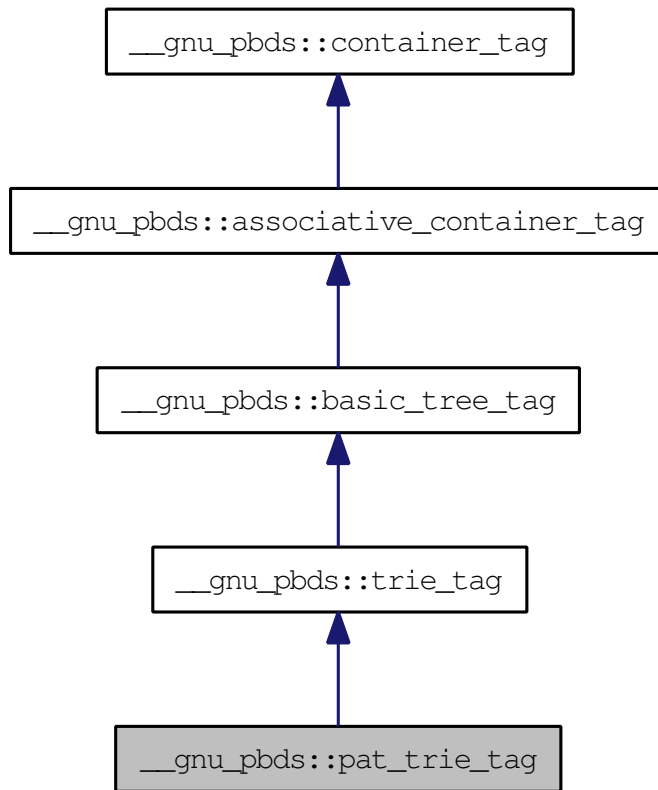 __gnu_pbds::container_tag
__gnu_pbds::associative_container_tag
__gnu_pbds::basic_tree_tag
__gnu_pbds::trie_tag
__gnu_pbds::pat_trie_tag